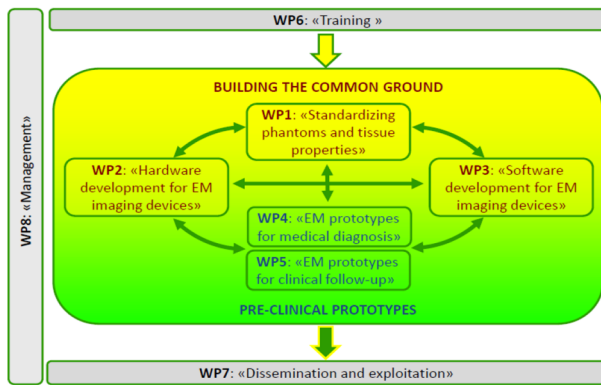 WP6: «Training »
WP8: «Management»
BUILDING THE COMMON GROUND
WP1: «Standardizing
phantoms and tissue
properties»
WP2: «Hardware
development for EM
imaging devices»
WP3: «Software
development for EM
imaging devices»
WP4: «EM prototypes
for medical diagnosis»
WP5: «EM prototypes
for clinical follow-up»
PRE-CLINICAL PROTOTYPES
WP7: «Dissemination and exploitation»